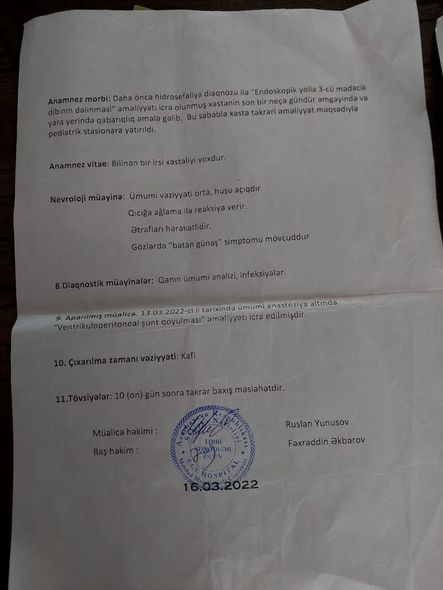 Anamnez morbi: Daha öncə hidrosefaliya diaqnozu ilə "Endoskopik yolla 3-cü mədəcik
dibinin dəlinməsi" əməliyyatı icra olunmuş xəstənin son bir neçə gündür əmgəyində və
yara yerində qabarıqlıq əmələ gəlib. Bu səbəblə xəstə təkrari əməliyyat məqsədiylə
pediatrik stasionara yatırıldı.
Anamnez vitae: Bilinən bir irsi xəstəliyi yoxdur.
Nevroloji müayinə: Ümumi vəziyyəti orta, huşu açıqdır.
Qıcığa ağlama ilə reaksiya verir.
Ətrafları hərəkətlidir.
Gözlərdə "batan günəş" simptomu mövcuddur
8.Diaqnostik müayinələr: Qanın ümumi analizi, infeksiyalar.
9. Aparılmış müalicə. 13.03.2022-ci il tarixində ümumi anəsteziya altında
"Ventrikuloperitoneal şunt qoyulması" əməliyyatı icra edilmişdir.
10. Çıxarılma zamanı vəziyyəti: Kafi
11.Tövsiyələr: 10 (on) gün sonra təkrar baxış məsləhətdir.
Müalicə həkimi : Ruslan Yunusov
Baş həkim : Fəxrəddin Əkbərov
EGE HOSPITAL
16.03.2022